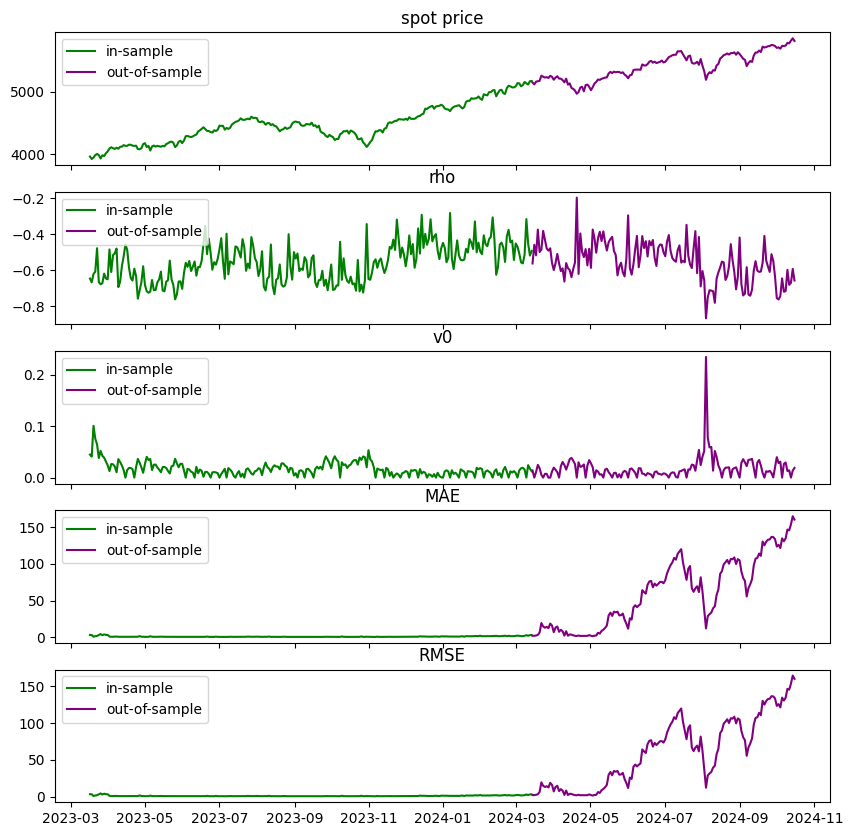 spot price
in-sample
out-of-sample
5000
4000
rho
in-sample
out-of-sample
−0.2
−0.4
−0.6
−0.8
v0
in-sample
out-of-sample
0.2
0.1
0.0
MAE
in-sample
out-of-sample
150
100
50
0
RMSE
in-sample
out-of-sample
150
100
50
0
2023-03 2023-05 2023-07 2023-09 2023-11 2024-01 2024-03 2024-05 2024-07 2024-09 2024-11